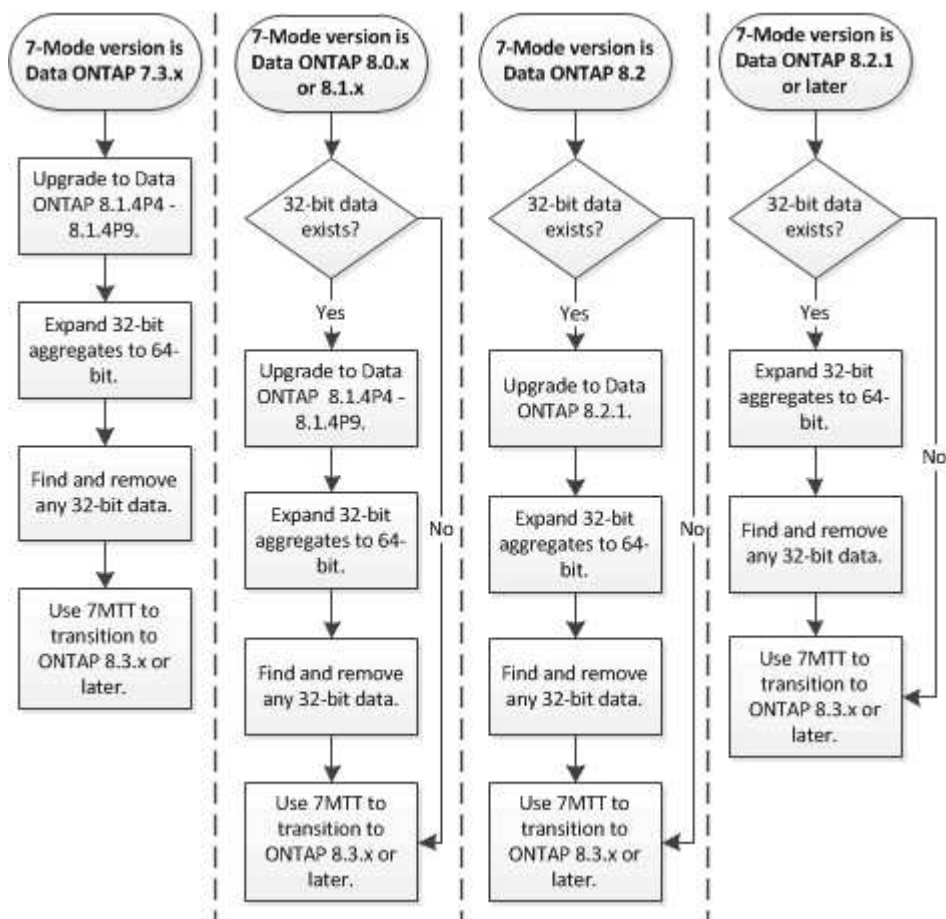 7-Mode version is
Data ONTAP 7.3.x
Upgrade to Data
ONTAP 8.1.4P4 -
8.1.4P9.
Expand 32-bit
aggregates to 64-
bit.
Find and remove
any 32-bit data.
Use 7MTT to
transition to
ONTAP 8.3.x or
later.
7-Mode version is
Data ONTAP 8.0.x
or 8.1.x
32-bit data
exists?
Yes
No
Upgrade to Data
ONTAP 8.1.4P4 -
8.1.4P9.
Expand 32-bit
aggregates to 64-
bit.
Find and remove
any 32-bit data.
Use 7MTT to
transition to
ONTAP 8.3.x or
later.
7-Mode version is
Data ONTAP 8.2
32-bit data
exists?
Yes
No
Upgrade to Data
ONTAP 8.2.1.
Expand 32-bit
aggregates to 64-
bit.
Find and remove
any 32-bit data.
Use 7MTT to
transition to
ONTAP 8.3.x or
later.
7-Mode version is
Data ONTAP 8.2.1
or later
32-bit data
exists?
Yes
No
Expand 32-bit
aggregates to 64-
bit.
Find and remove
any 32-bit data.
Use 7MTT to
transition to
ONTAP 8.3.x or
later.